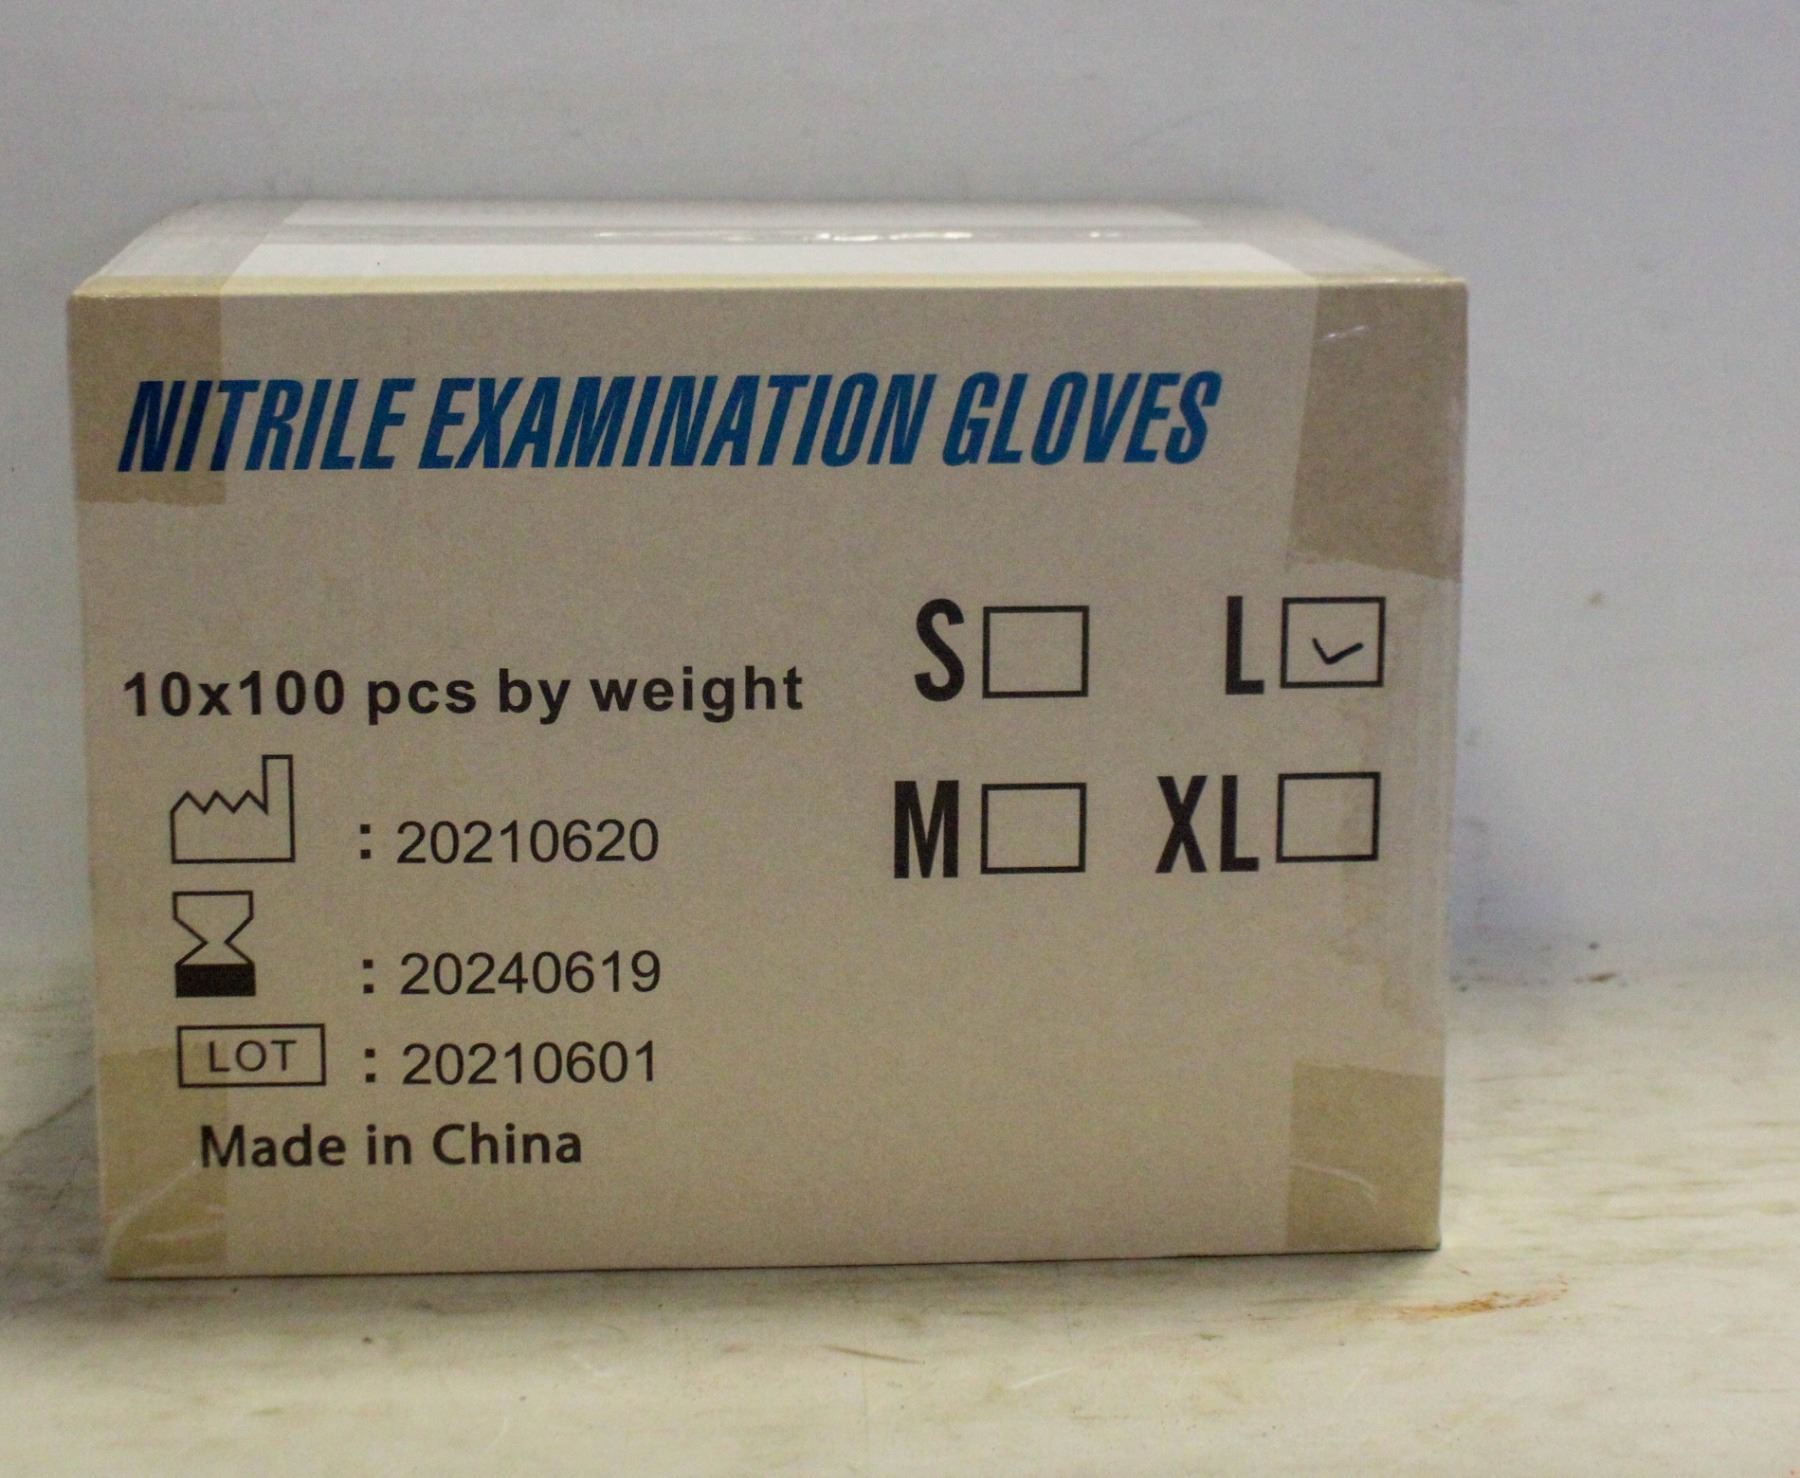 NITRILE EXAMINATION GLOVES
S L
10x100 pcs by weight
M XL
: 20210620
: 20240619
LOT : 20210601
Made in China